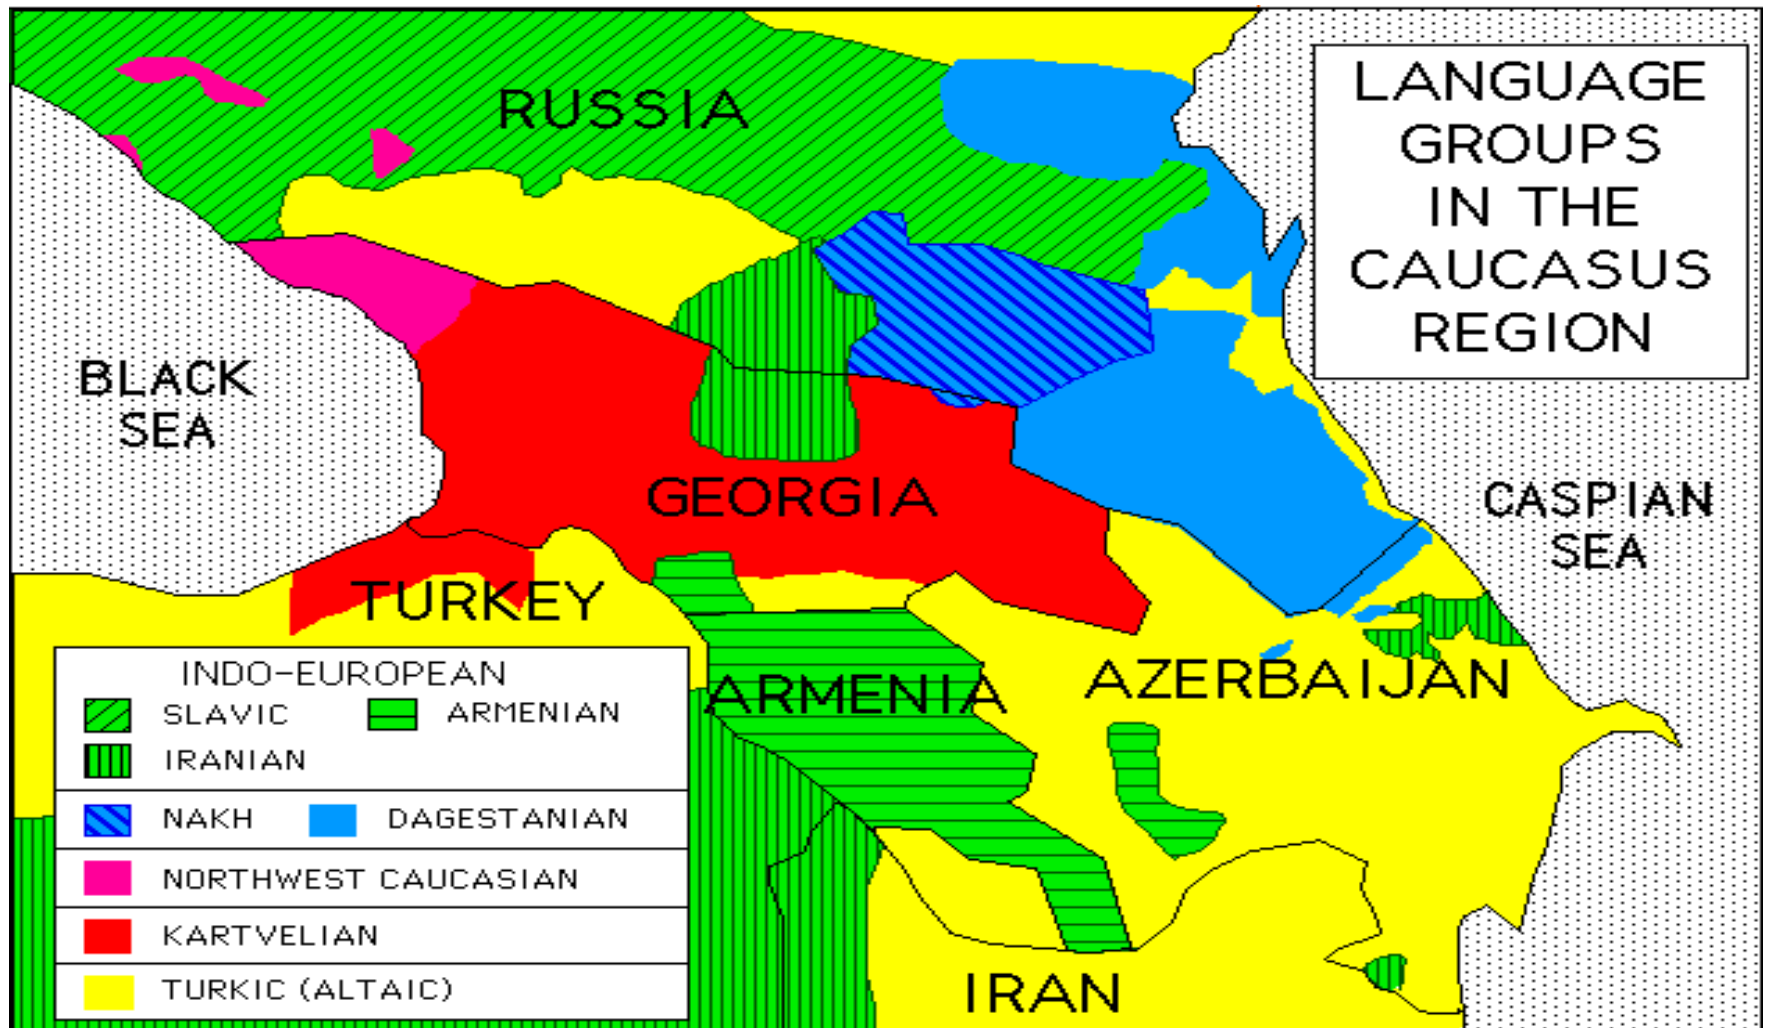 LANGUAGE
GROUPS
IN THE
CAUCASUS
REGION
RUSSIA
BLACK
SEA
GEORGIA
CASPIAN
SEA
TURKEY
ARMENIA
AZERBAIJAN
IRAN
INDO-EUROPEAN
SLAVIC ARMENIAN
IRANIAN
NAKH DAGESTANIAN
NORTHWEST CAUCASIAN
KARTVELIAN
TURKIC (ALTAIC)